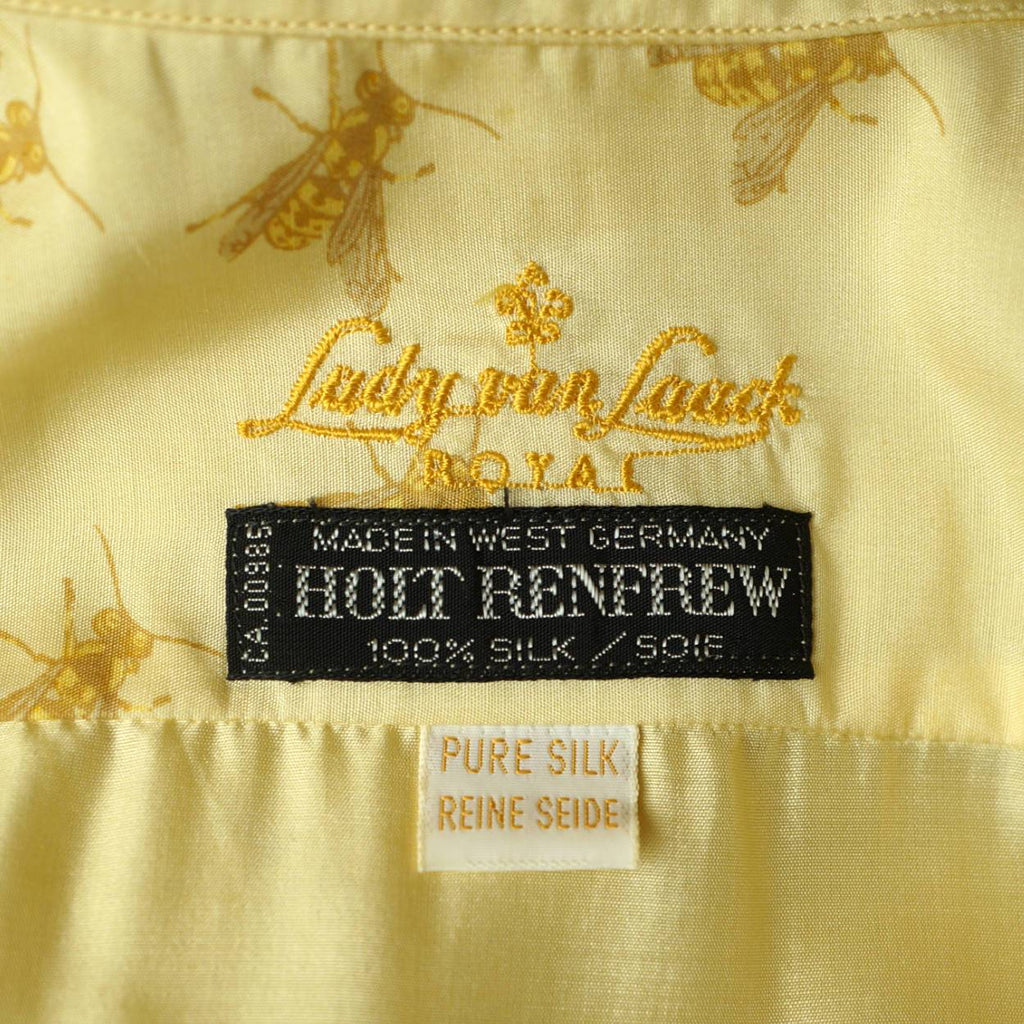 Lady van Laack
ROYAL
MADE IN WEST GERMANY
HOLT RENFREW
100% SILK / SOIE
CA 00985
PURE SILK
REINE SEIDE